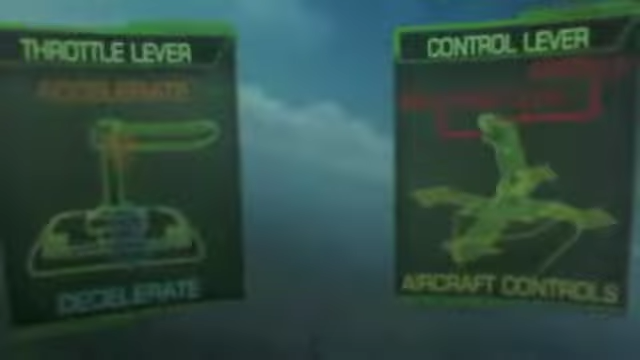 THROTTLE LEVER
ACCELERATE
DECELERATE
CONTROL LEVER
AIRCRAFT CONTROLS